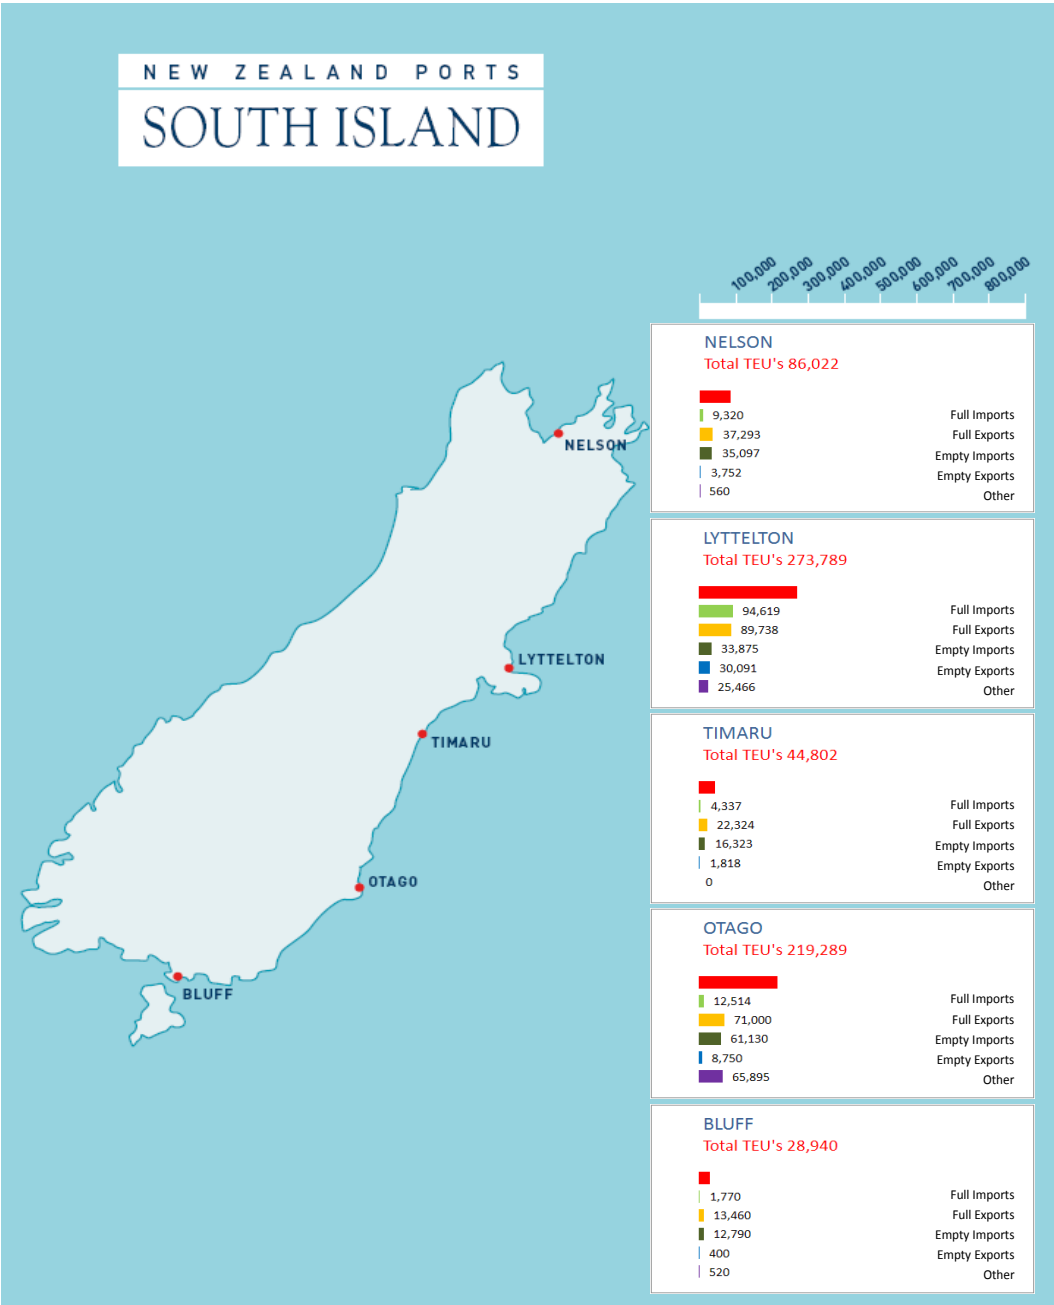 NEW ZEALAND PORTS
SOUTH ISLAND
100,000 200,000 300,000 400,000 500,000 600,000 700,000 800,000
NELSON
Total TEU's 86,022
9,320 Full Imports
37,293 Full Exports
35,097 Empty Imports
3,752 Empty Exports
560 Other
LYTTELTON
Total TEU's 273,789
94,619 Full Imports
89,738 Full Exports
33,875 Empty Imports
30,091 Empty Exports
25,466 Other
TIMARU
Total TEU's 44,802
4,337 Full Imports
22,324 Full Exports
16,323 Empty Imports
1,818 Empty Exports
0 Other
OTAGO
Total TEU's 219,289
12,514 Full Imports
71,000 Full Exports
61,130 Empty Imports
8,750 Empty Exports
65,895 Other
BLUFF
Total TEU's 28,940
1,770 Full Imports
13,460 Full Exports
12,790 Empty Imports
400 Empty Exports
520 Other
NELSON
LYTTELTON
TIMARU
OTAGO
BLUFF